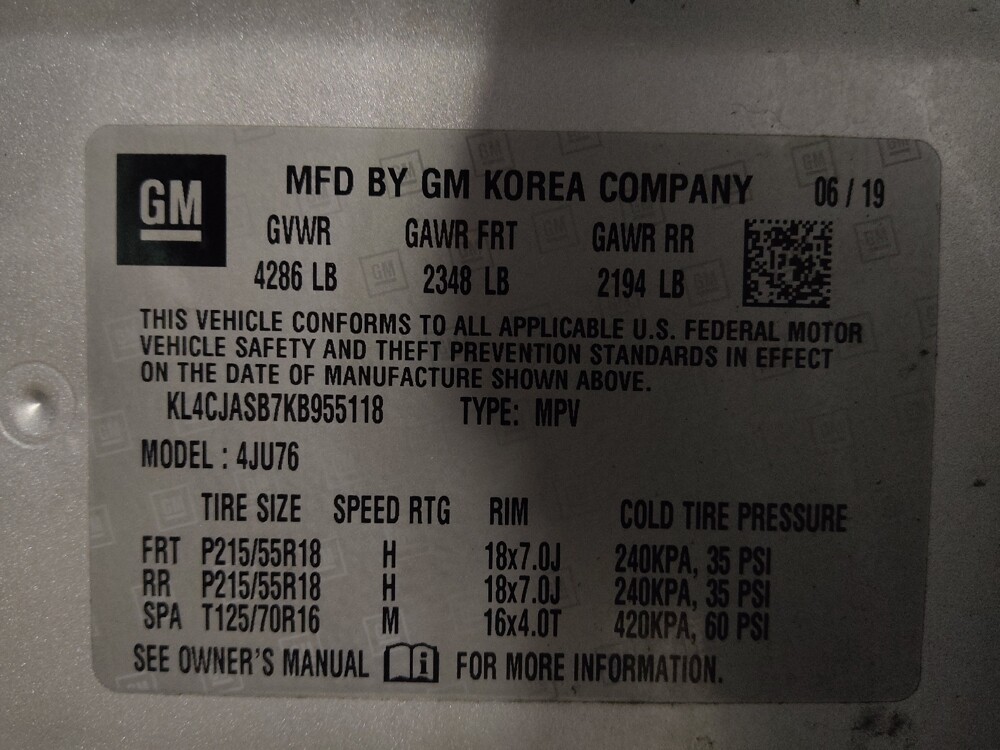 GM
MFD BY GM KOREA COMPANY 06 / 19
GVWR GAWR FRT GAWR RR
4286 LB 2348 LB 2194 LB
THIS VEHICLE CONFORMS TO ALL APPLICABLE U.S. FEDERAL MOTOR
VEHICLE SAFETY AND THEFT PREVENTION STANDARDS IN EFFECT
ON THE DATE OF MANUFACTURE SHOWN ABOVE.
KL4CJASB7KB955118 TYPE: MPV
MODEL : 4JU76
TIRE SIZE SPEED RTG RIM COLD TIRE PRESSURE
FRT P215/55R18 H 18x7.0J 240KPA, 35 PSI
RR P215/55R18 H 18x7.0J 240KPA, 35 PSI
SPA T125/70R16 M 16x4.0T 420KPA, 60 PSI
SEE OWNER'S MANUAL i FOR MORE INFORMATION.